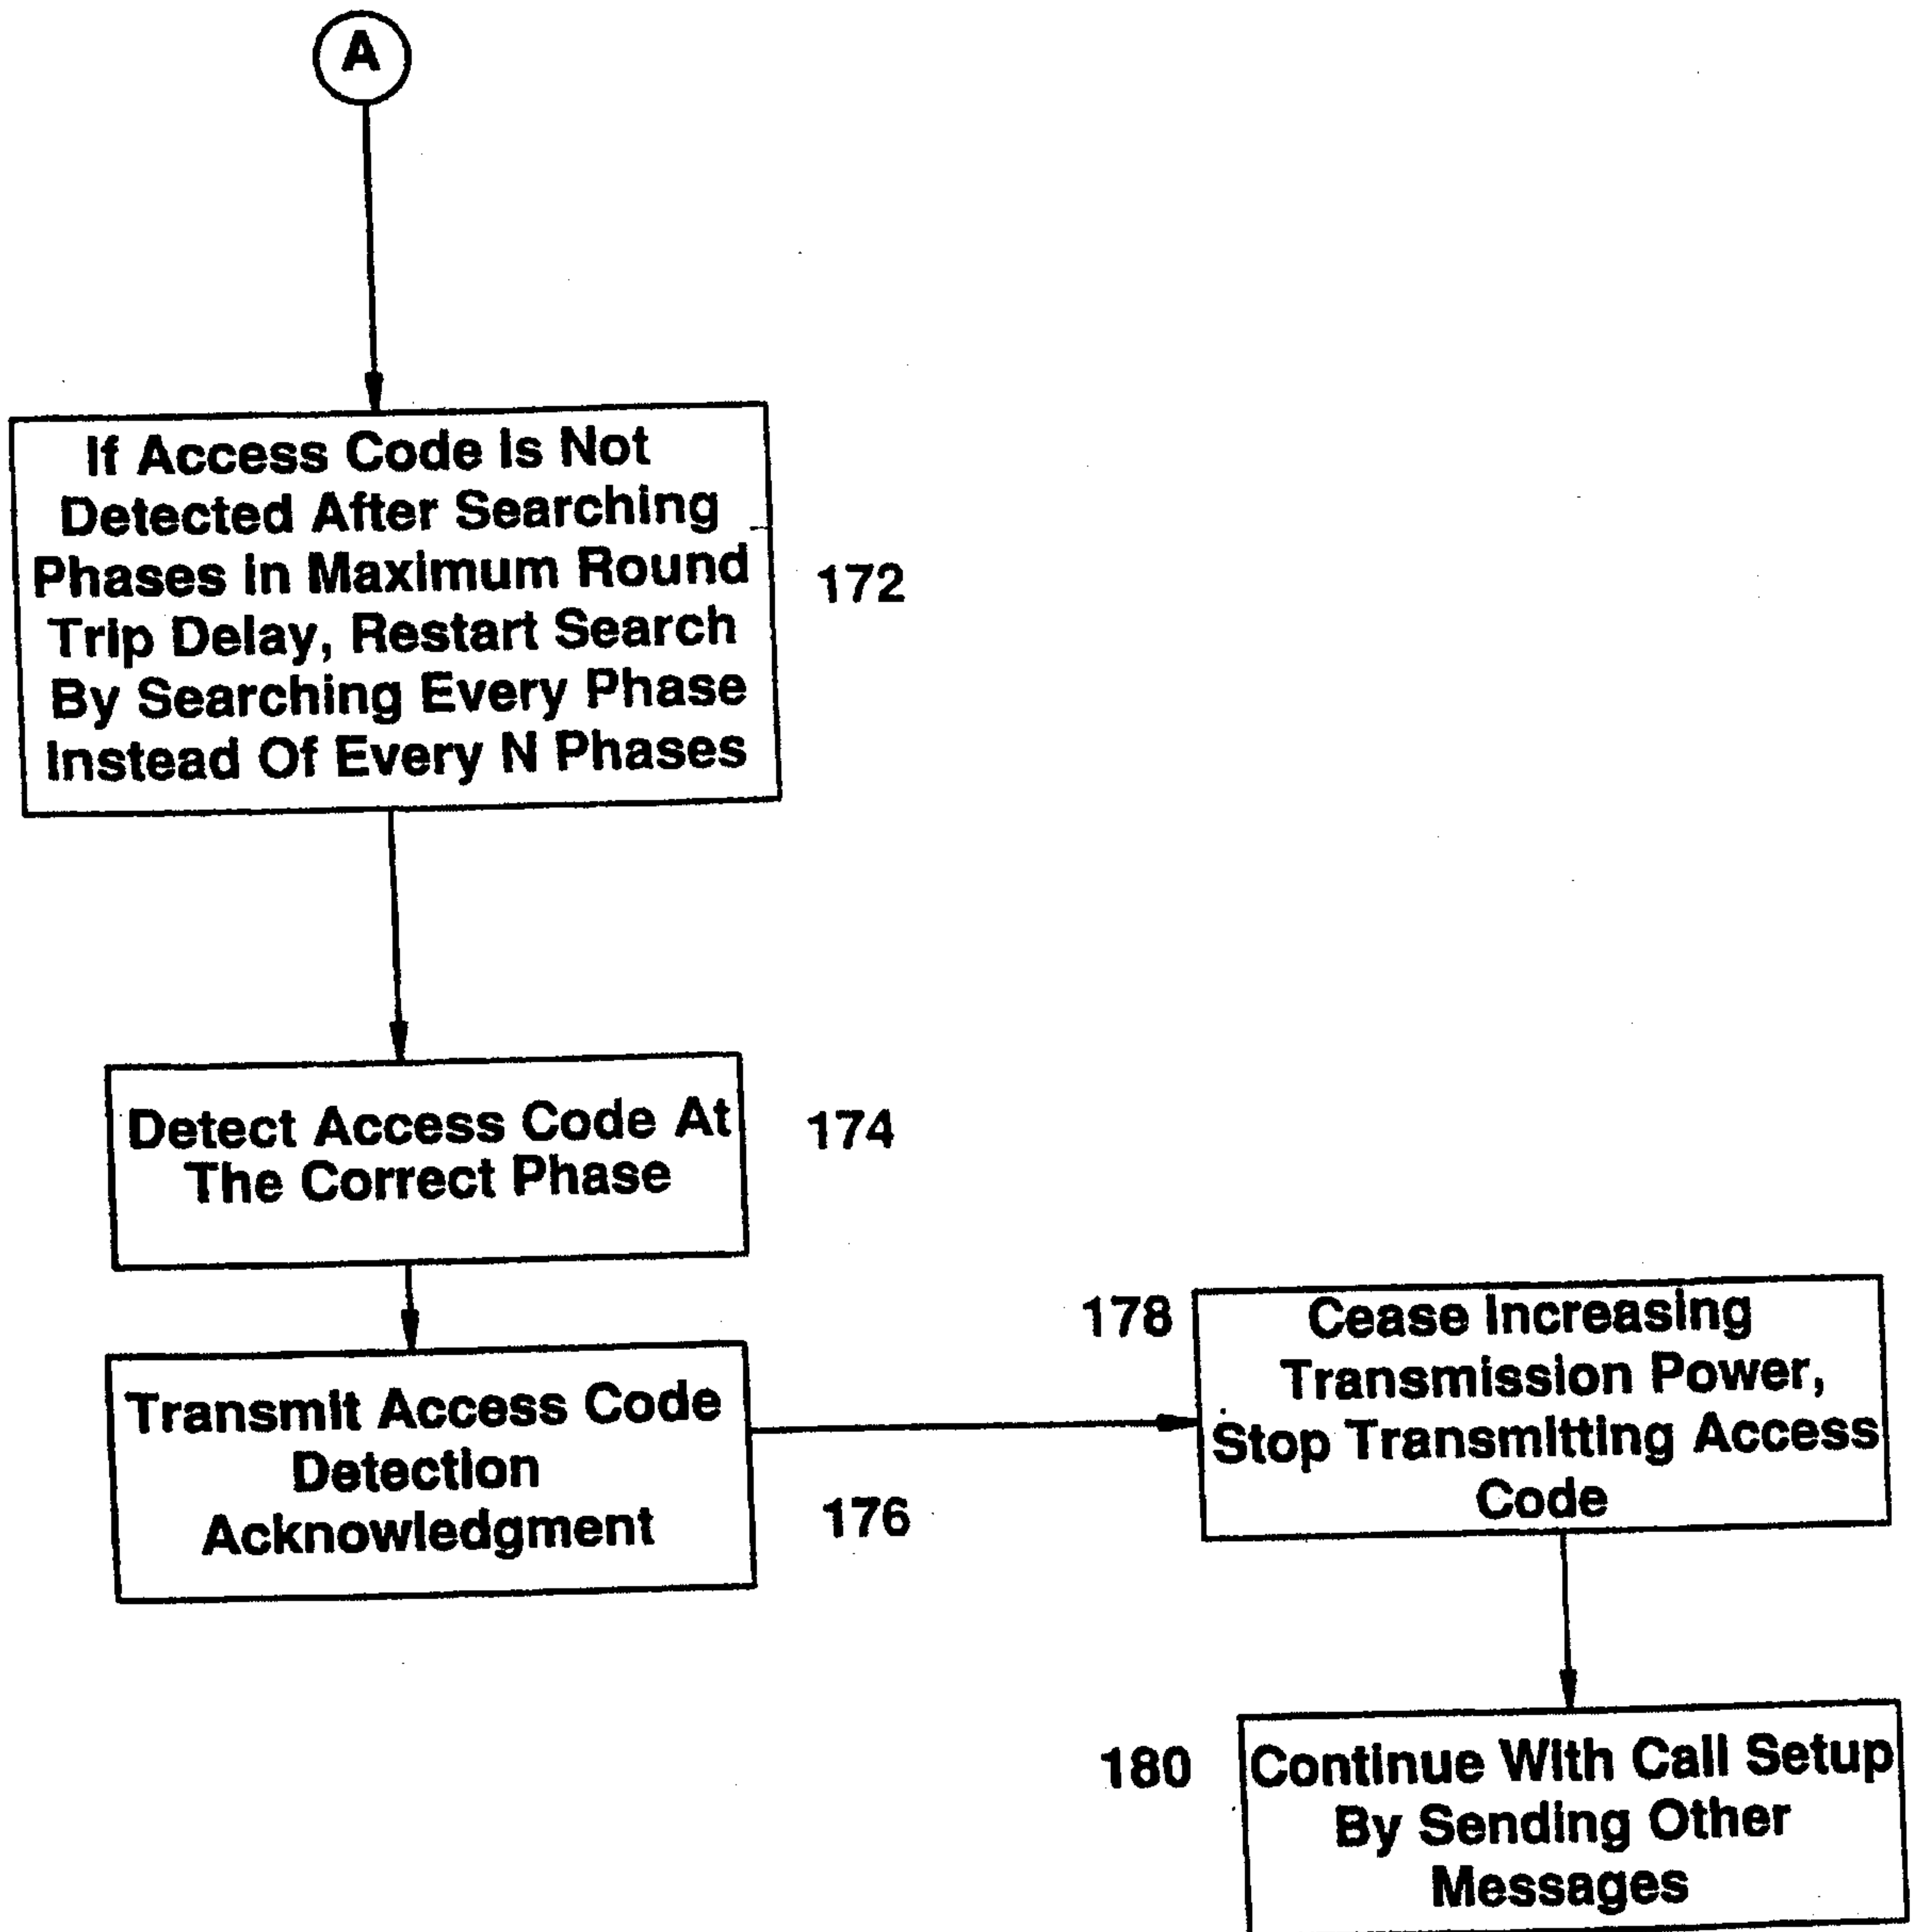 A
If Access Code Is Not
Detected After Searching
Phases in Maximum Round
Trip Delay, Restart Search
By Searching Every Phase
Instead Of Every N Phases
172
Detect Access Code At
The Correct Phase
174
Transmit Access Code
Detection
Acknowledgment
176
178
Cease Increasing
Transmission Power,
Stop Transmitting Access
Code
180
Continue With Call Setup
By Sending Other
Messages